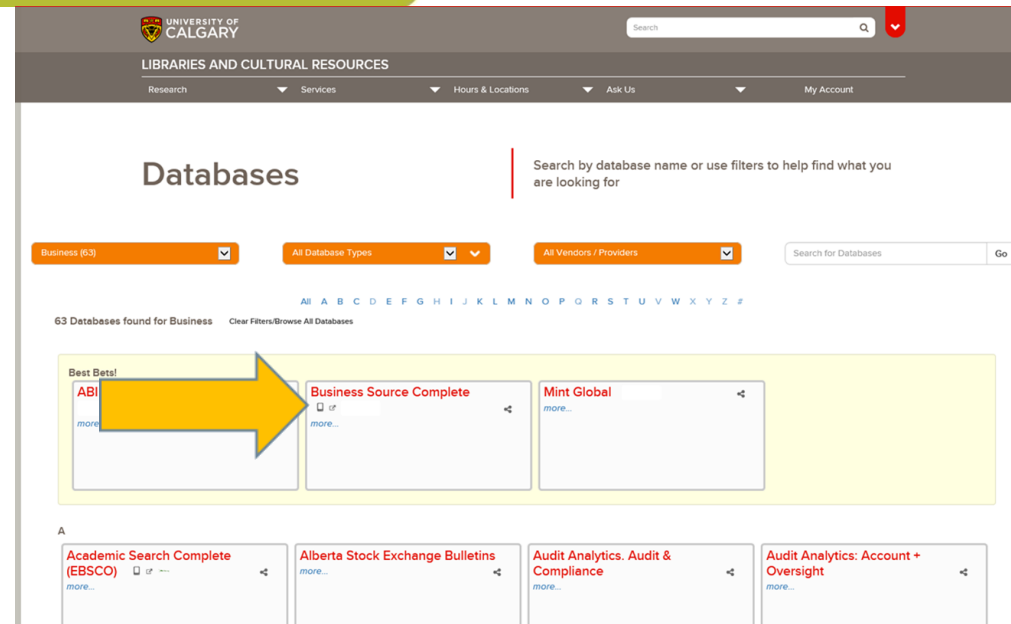 UNIVERSITY OF
CALGARY
Search
LIBRARIES AND CULTURAL RESOURCES
Research Services Hours & Locations Ask Us My Account
Databases
Search by database name or use filters to help find what you
are looking for
Business (63) All Database Types All Vendors / Providers Search for Databases Go
All A B C D E F G H I J K L M N O P Q R S T U V W X Y Z #
63 Databases found for Business Clear Filters/Browse All Databases
Best Bets!
ABI Business Source Complete Mint Global
more... more...
more
A
Academic Search Complete Alberta Stock Exchange Bulletins Audit Analytics. Audit & Audit Analytics: Account +
(EBSCO) more... Compliance Oversight
more... more... more...